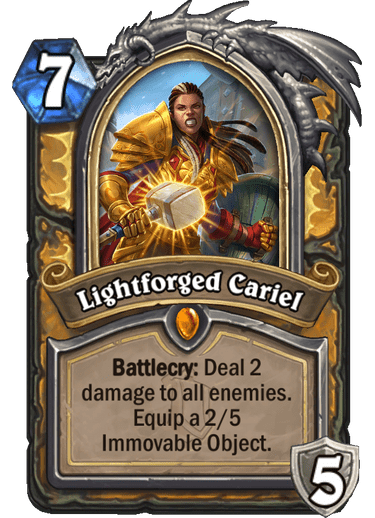 7
Lightforged Cariel
Battlecry: Deal 2
damage to all enemies.
Equip a 2/5
Immovable Object.
5